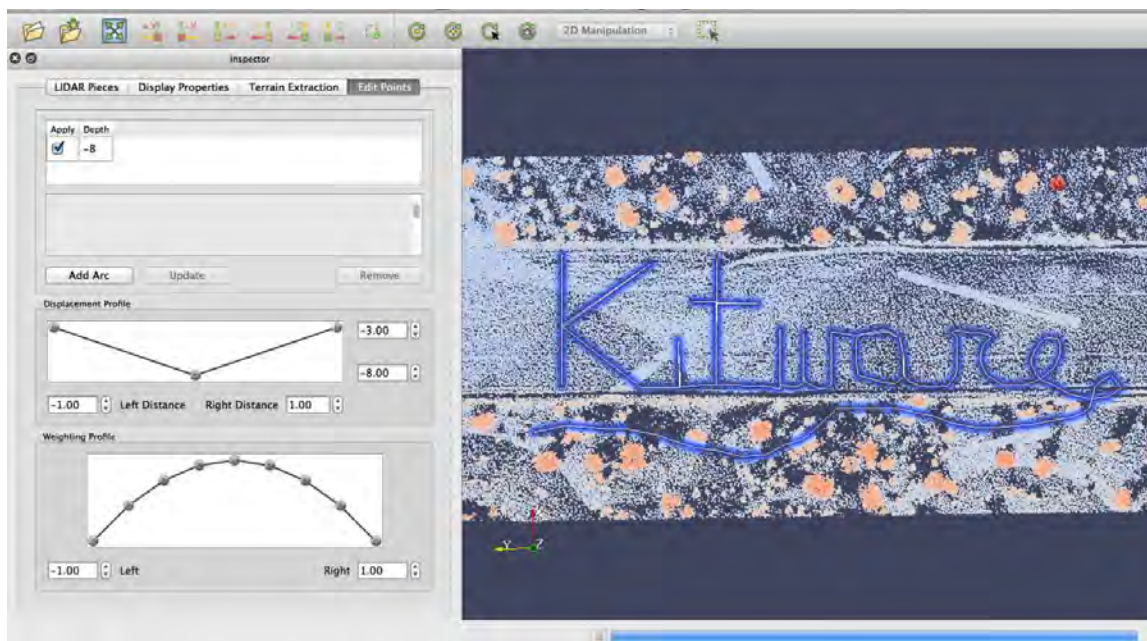 2D Manipulation
Inspector
LIDAR Pieces Display Properties Terrain Extraction Edit Points
Apply Depth
-8
Add Arc Update Remove
Displacement Profile
-3.00
-8.00
-1.00 Left Distance Right Distance 1.00
Weighting Profile
-1.00 Left Right 1.00
Kitware
Y Z